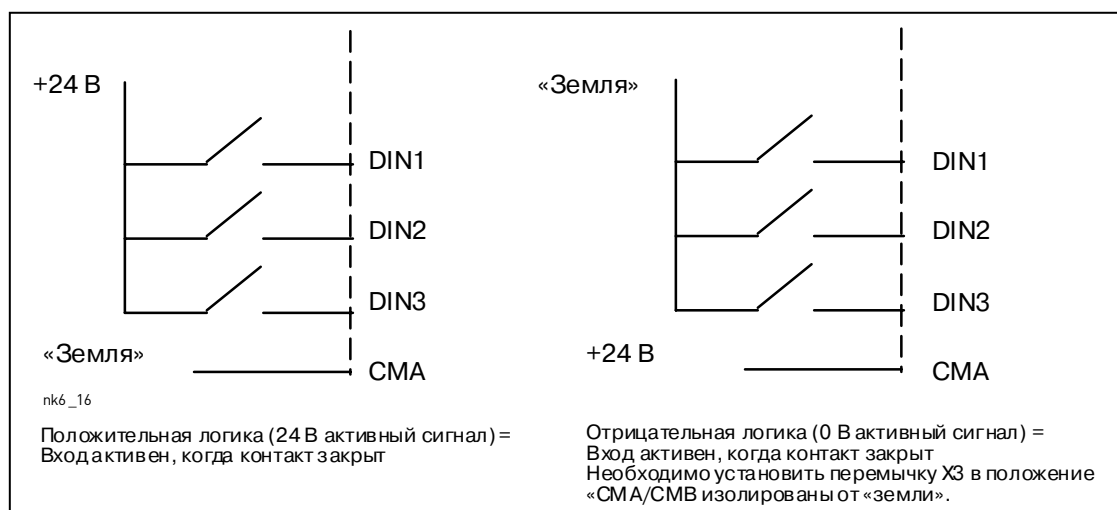 +24 В
DIN1
DIN2
DIN3
«Земля»
CMA
nk6_16
Положительная логика (24 В активный сигнал) =
Вход активен, когда контакт закрыт
«Земля»
DIN1
DIN2
DIN3
+24 В
CMA
Отрицательная логика (0 В активный сигнал) =
Вход активен, когда контакт закрыт
Необходимо установить перемычку X3 в положение
«CMA/CMB изолированы от «земли».